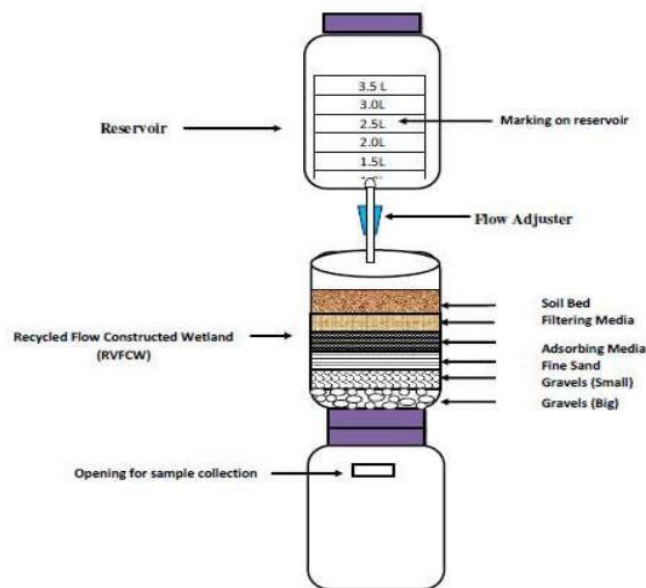 3.5 L
3.0L
2.5L
2.0L
1.5L
Reservoir
Marking on reservoir
Flow Adjuster
Recycled Flow Constructed Wetland
(RVFCW)
Soil Bed
Filtering Media
Adsorbing Media
Fine Sand
Gravels (Small)
Gravels (Big)
Opening for sample collection